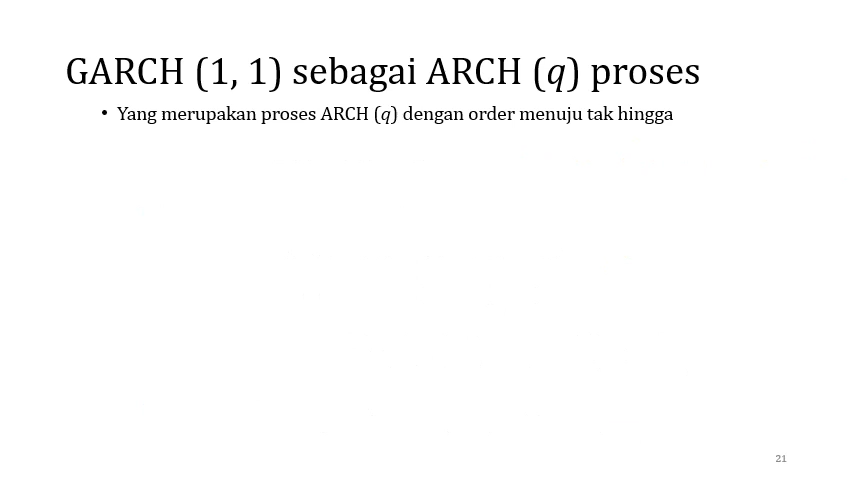 GARCH (1, 1) sebagai ARCH (q) proses
• Yang merupakan proses ARCH (q) dengan order menuju tak hingga
21